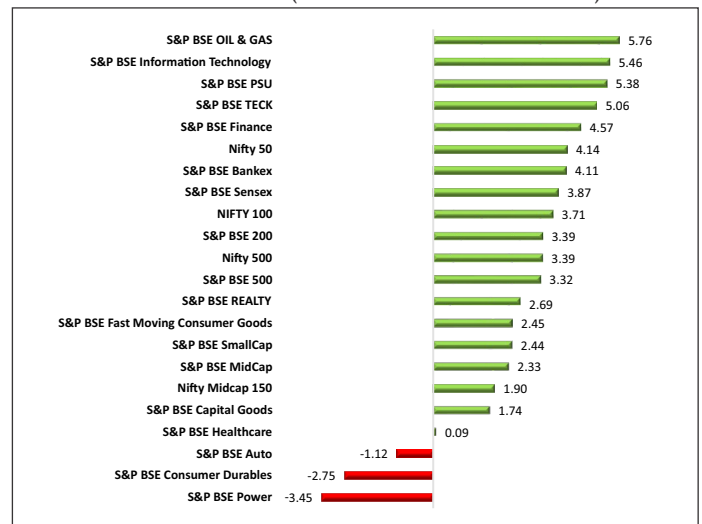 S&P BSE OIL & GAS 5.76
S&P BSE Information Technology 5.46
S&P BSE PSU 5.38
S&P BSE TECK 5.06
S&P BSE Finance 4.57
Nifty 50 4.14
S&P BSE Bankex 4.11
S&P BSE Sensex 3.87
NIFTY 100 3.71
S&P BSE 200 3.39
Nifty 500 3.39
S&P BSE 500 3.32
S&P BSE REALTY 2.69
S&P BSE Fast Moving Consumer Goods 2.45
S&P BSE SmallCap 2.44
S&P BSE MidCap 2.33
Nifty Midcap 150 1.90
S&P BSE Capital Goods 1.74
S&P BSE Healthcare 0.09
S&P BSE Auto -1.12
S&P BSE Consumer Durables -2.75
S&P BSE Power -3.45